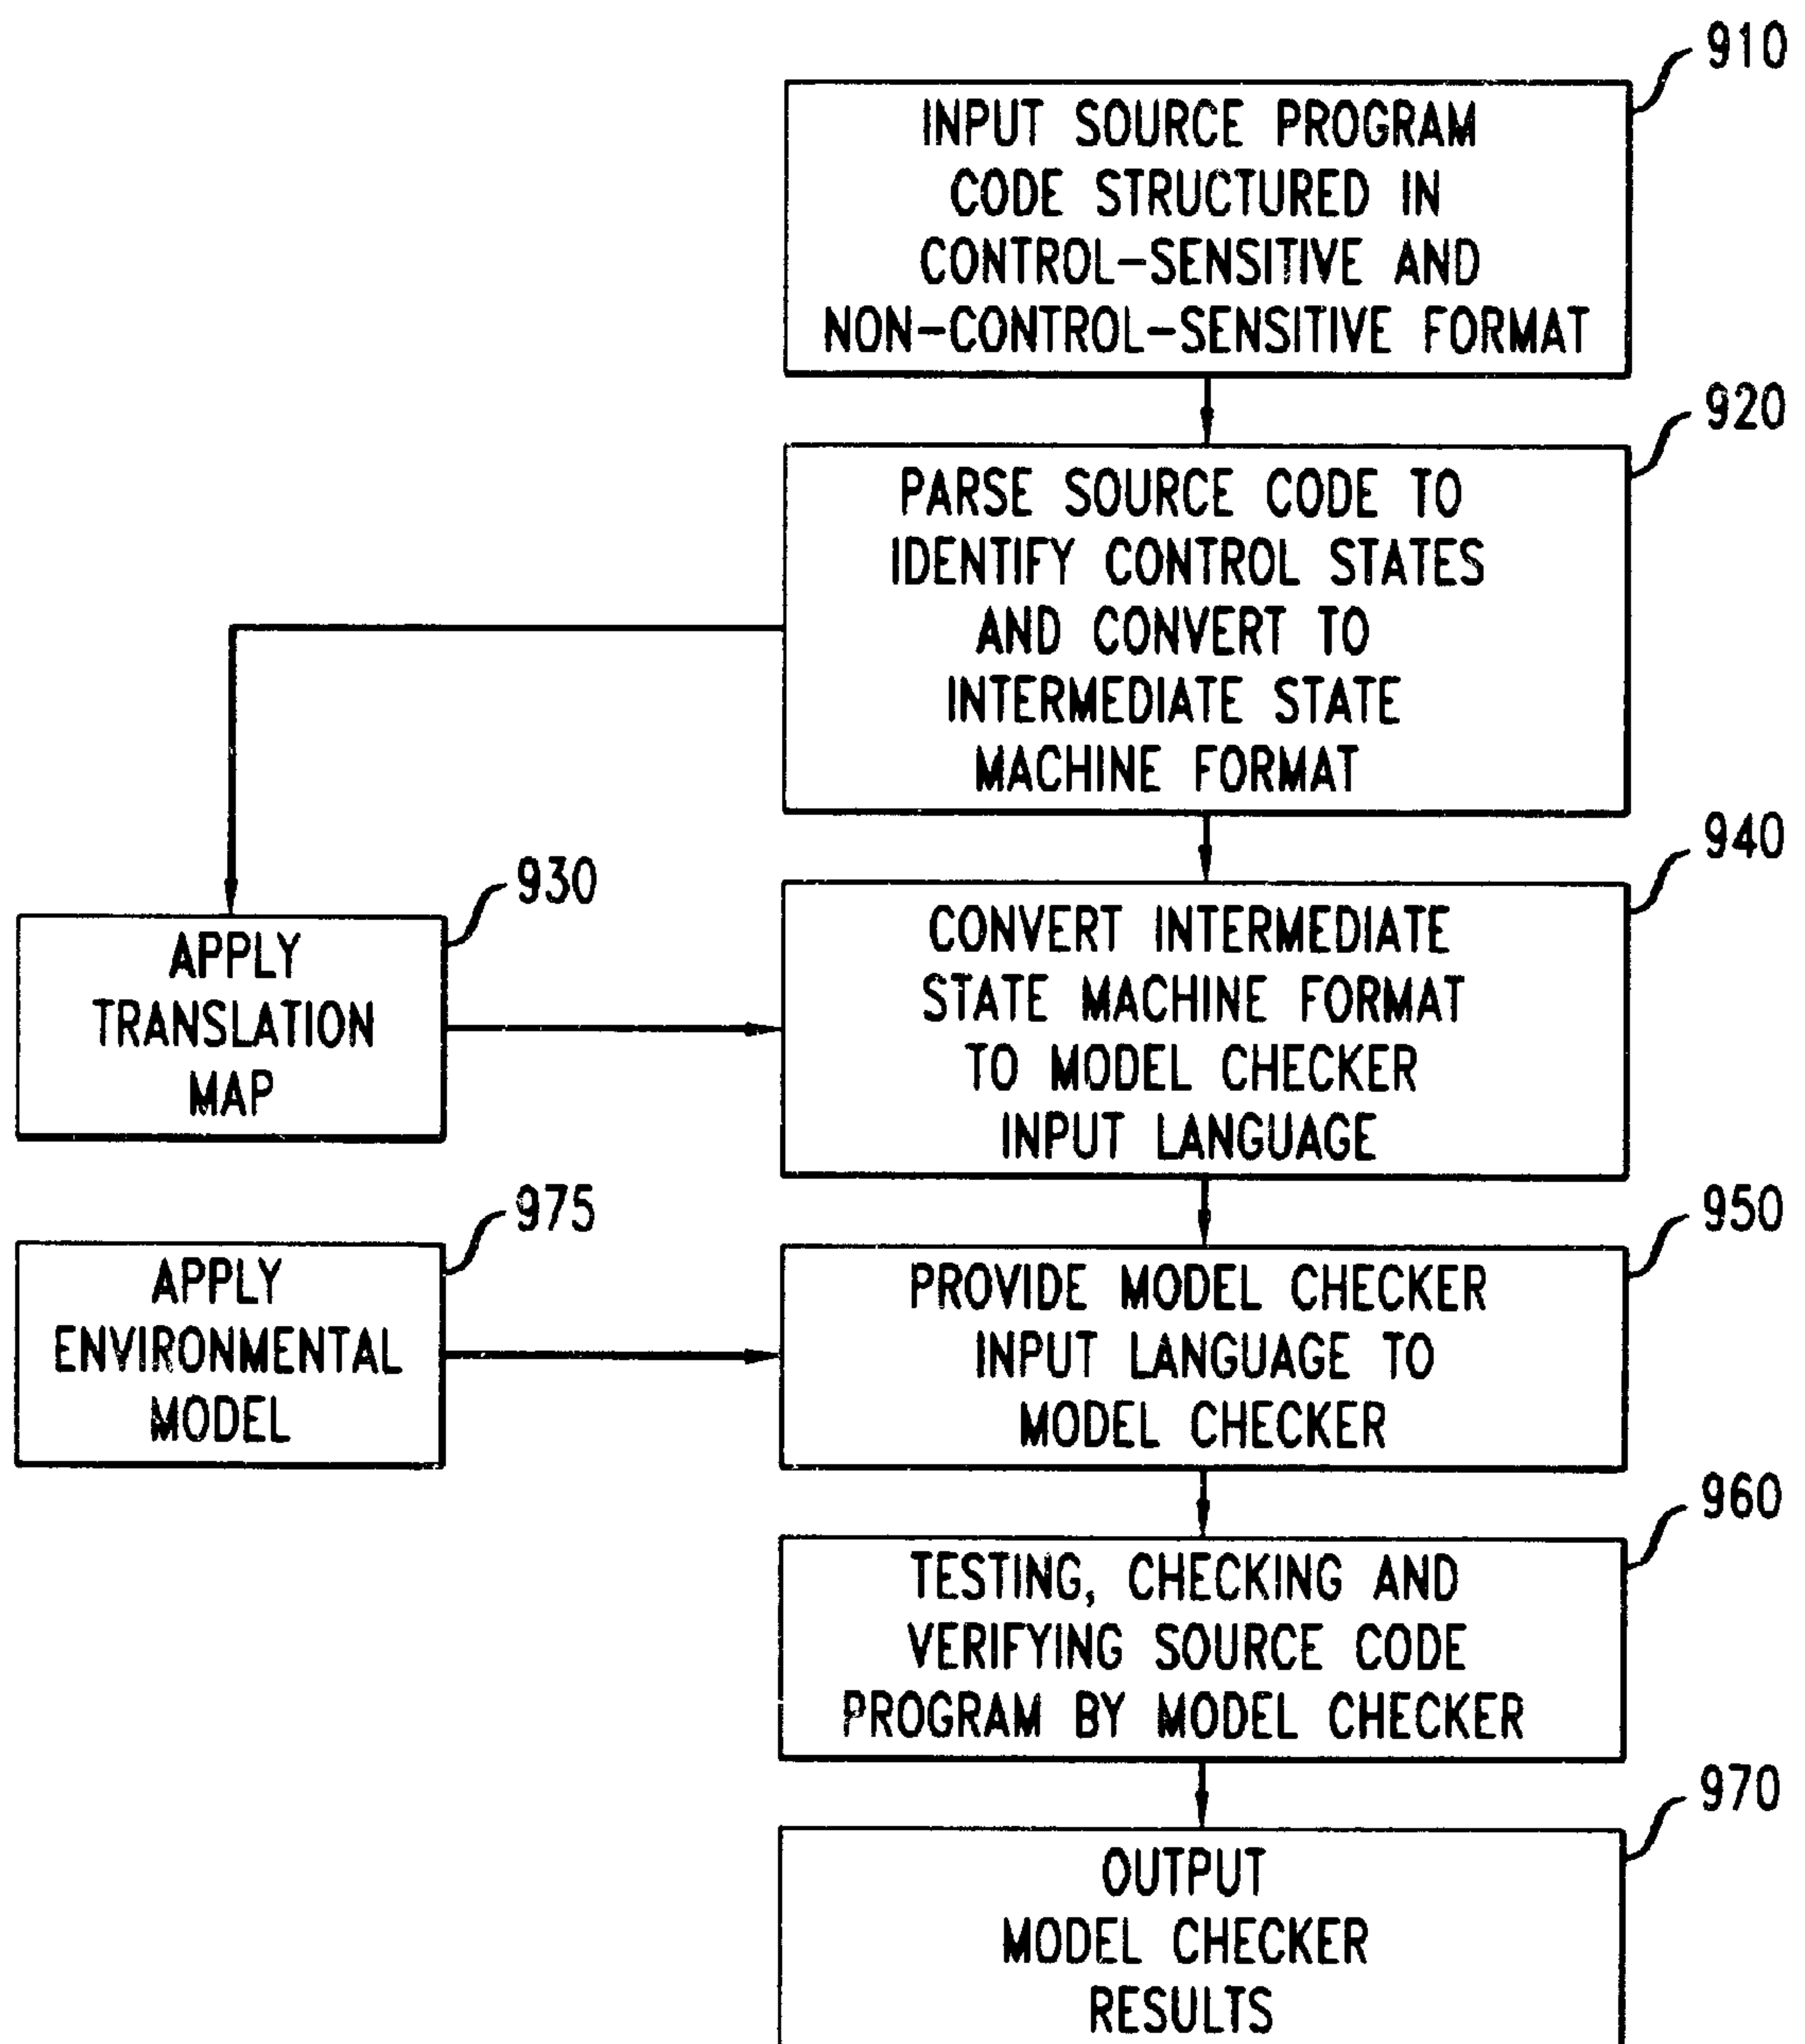 910
INPUT SOURCE PROGRAM
CODE STRUCTURED IN
CONTROL-SENSITIVE AND
NON-CONTROL-SENSITIVE FORMAT
920
PARSE SOURCE CODE TO
IDENTIFY CONTROL STATES
AND CONVERT TO
INTERMEDIATE STATE
MACHINE FORMAT
930
APPLY
TRANSLATION
MAP
940
CONVERT INTERMEDIATE
STATE MACHINE FORMAT
TO MODEL CHECKER
INPUT LANGUAGE
975
APPLY
ENVIRONMENTAL
MODEL
950
PROVIDE MODEL CHECKER
INPUT LANGUAGE TO
MODEL CHECKER
960
TESTING, CHECKING AND
VERIFYING SOURCE CODE
PROGRAM BY MODEL CHECKER
970
OUTPUT
MODEL CHECKER
RESULTS